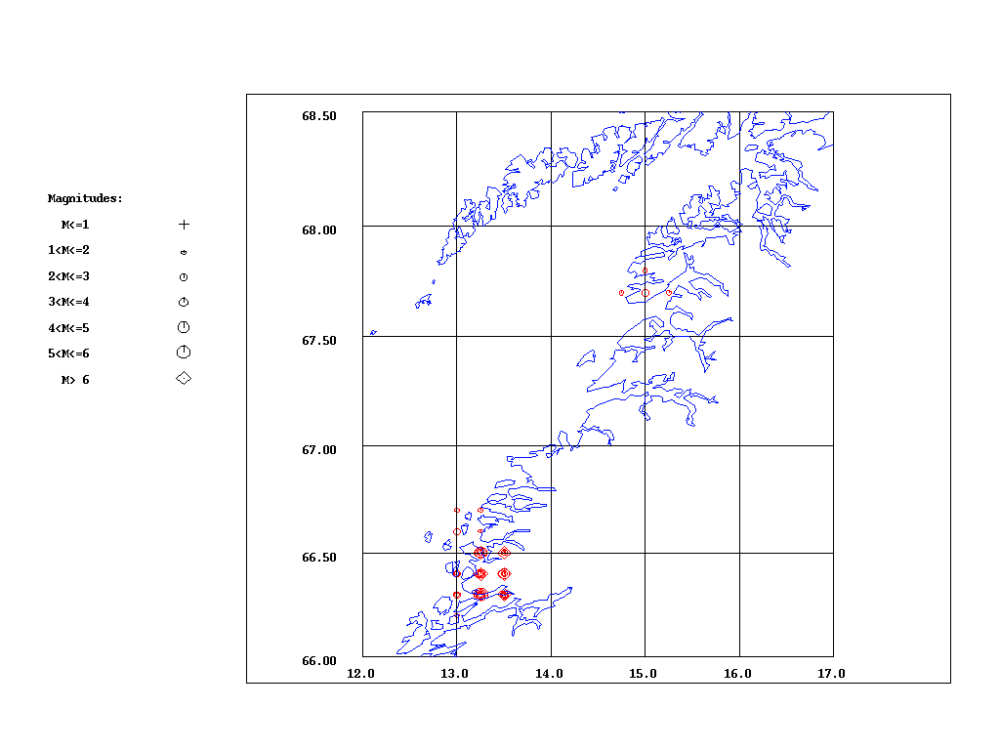 Magnitudes:
M<=1
1<M<=2
2<M<=3
3<M<=4
4<M<=5
5<M<=6
M> 6
68.50
68.00
67.50
67.00
66.50
66.00
12.0 13.0 14.0 15.0 16.0 17.0